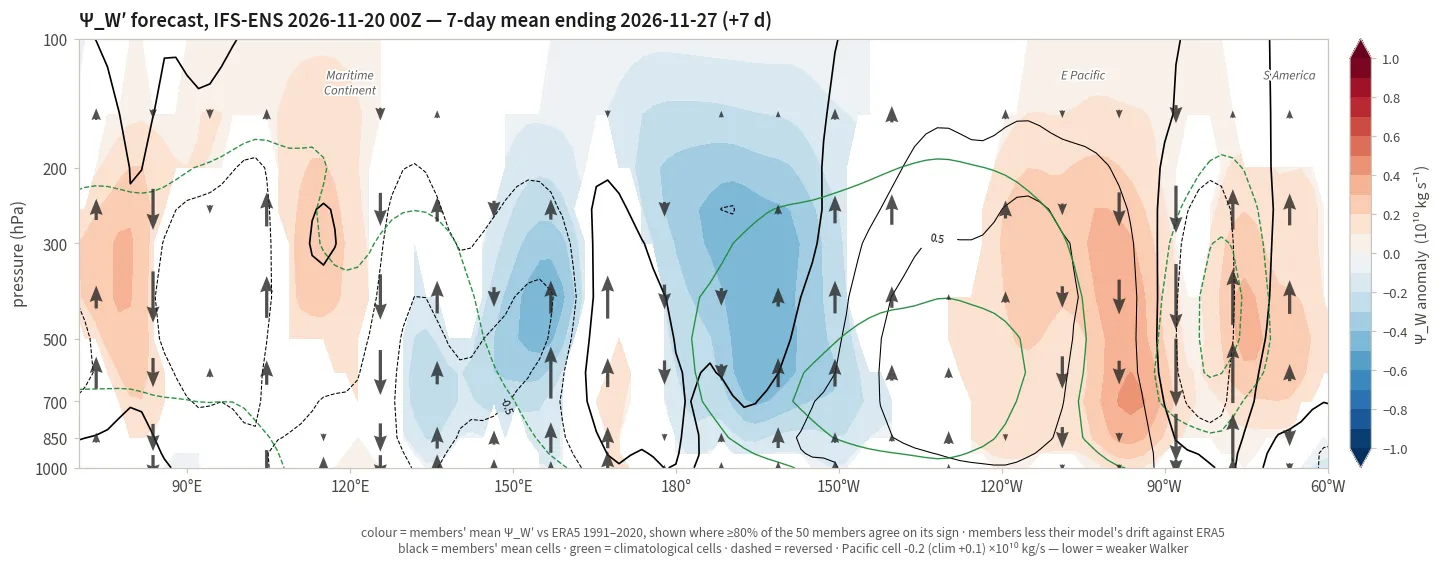 Ψ_W′ forecast, IFS-ENS 2026-11-20 00Z — 7-day mean ending 2026-11-27 (+7 d)
100
200
300
500
700
850
1000
pressure (hPa)
Maritime
Continent
E Pacific
S America
0.5
-0.5
90°E
120°E
150°E
180°
150°W
120°W
90°W
60°W
1.0
0.8
0.6
0.4
0.2
0.0
−0.2
−0.4
−0.6
−0.8
−1.0
Ψ_W anomaly (10¹⁰ kg s⁻¹)
colour = members' mean Ψ_W′ vs ERA5 1991–2020, shown where ≥80% of the 50 members agree on its sign · members less their model's drift against ERA5
black = members' mean cells · green = climatological cells · dashed = reversed · Pacific cell -0.2 (clim +0.1) ×10¹⁰ kg/s — lower = weaker Walker